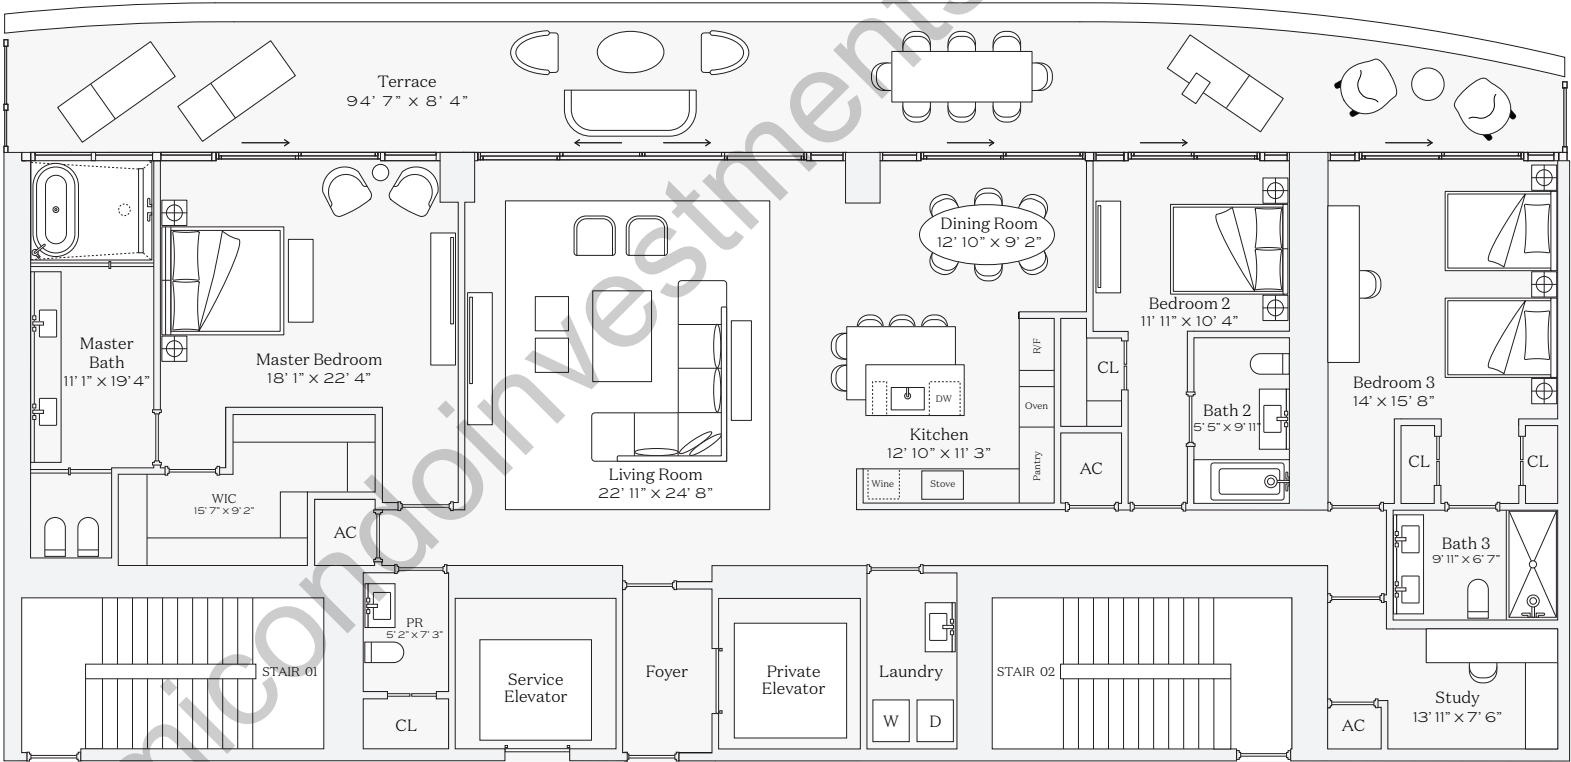 Terrace
94' 7" x 8' 4"
Dining Room
12' 10" x 9' 2"
Bedroom 2
11' 11" x 10' 4"
Master
Bath
11' 1" x 19' 4"
Master Bedroom
18' 1" x 22' 4"
R/F
CL
DW
Oven
Bedroom 3
14' x 15' 8"
Bath 2
5' 5" x 9' 11"
Kitchen
12' 10" x 11' 3"
Pantry
AC
CL
CL
Living Room
22' 11" x 24' 8"
Wine
Stove
WIC
15' 7" x 9' 2"
AC
Bath 3
9' 11" x 6' 7"
PR
5' 2" x 7' 3"
STAIR 01
Service
Elevator
Foyer
Private
Elevator
Laundry
STAIR 02
Study
13' 11" x 7' 6"
CL
W
D
AC
micondoinvestments